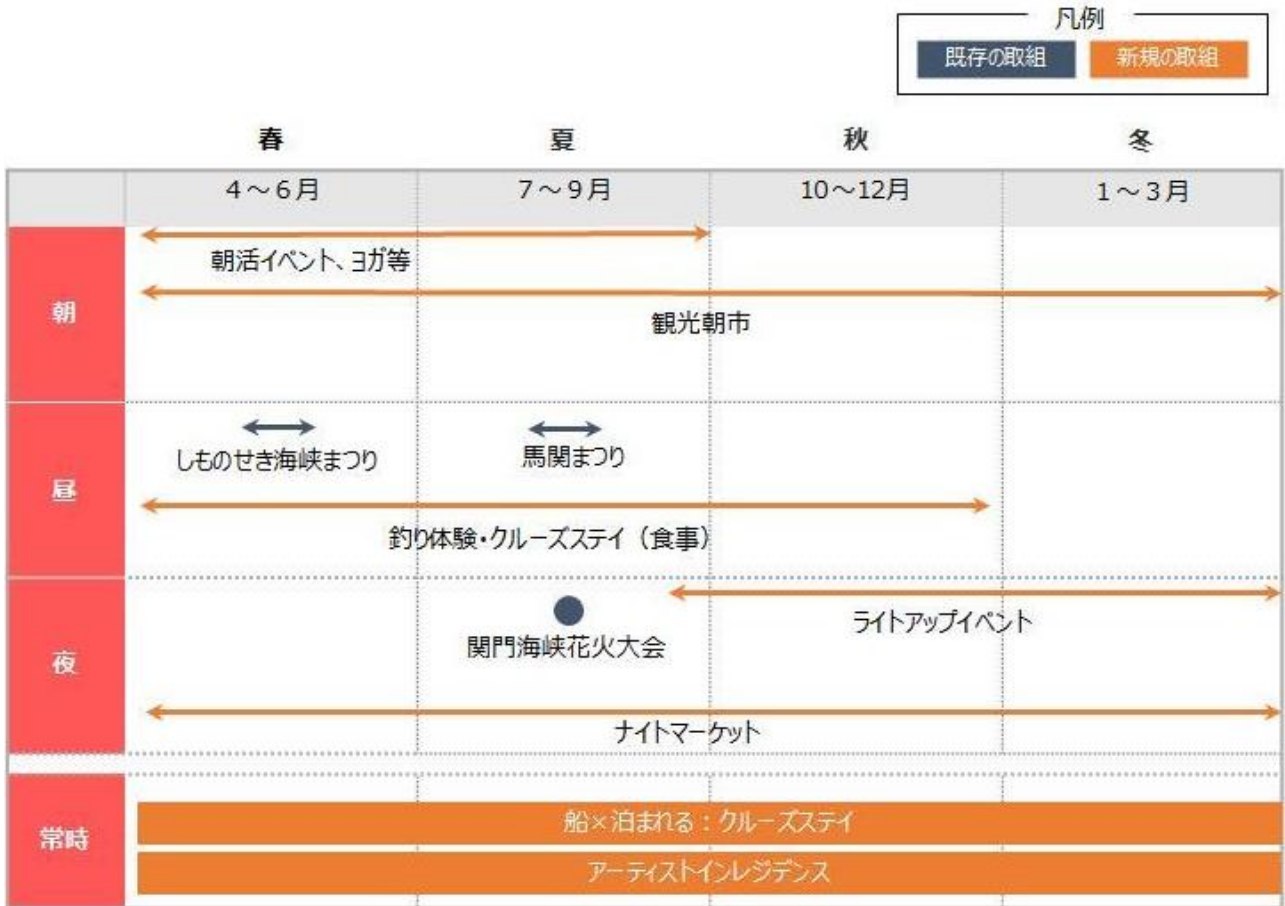 凡例
既存の取組 新規の取組
春 夏 秋 冬
4～6月 7～9月 10～12月 1～3月
朝
朝活イベント、ヨガ等
観光朝市
昼
しものせき海峡まつり 馬関まつり
釣り体験・クルーズステイ（食事）
夜
関門海峡花火大会 ライトアップイベント
ナイトマーケット
常時
船×泊まれる：クルーズステイ
アーティストインレジデンス